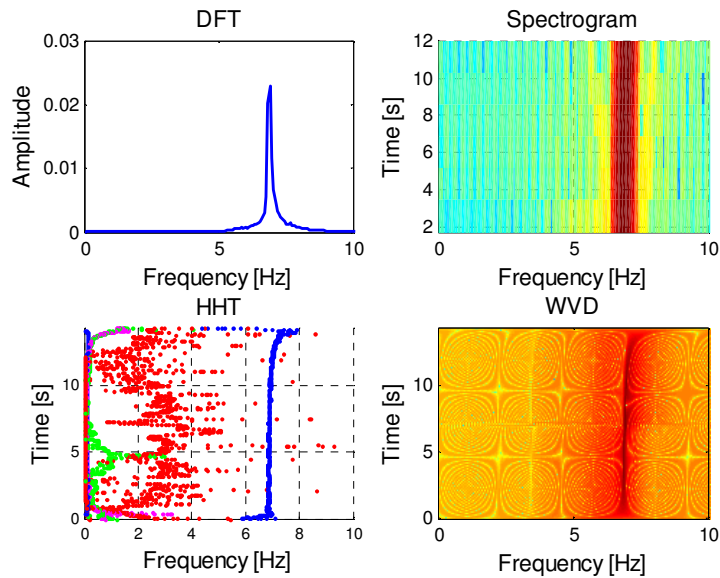 DFT
0.03
0.02
0.01
0
Amplitude
0 5 10
Frequency [Hz]
Spectrogram
12
10
8
6
4
2
Time [s]
0 5 10
Frequency [Hz]
HHT
10
5
0
Time [s]
0 2 4 6 8 10
Frequency [Hz]
WVD
10
5
0
Time [s]
0 5 10
Frequency [Hz]